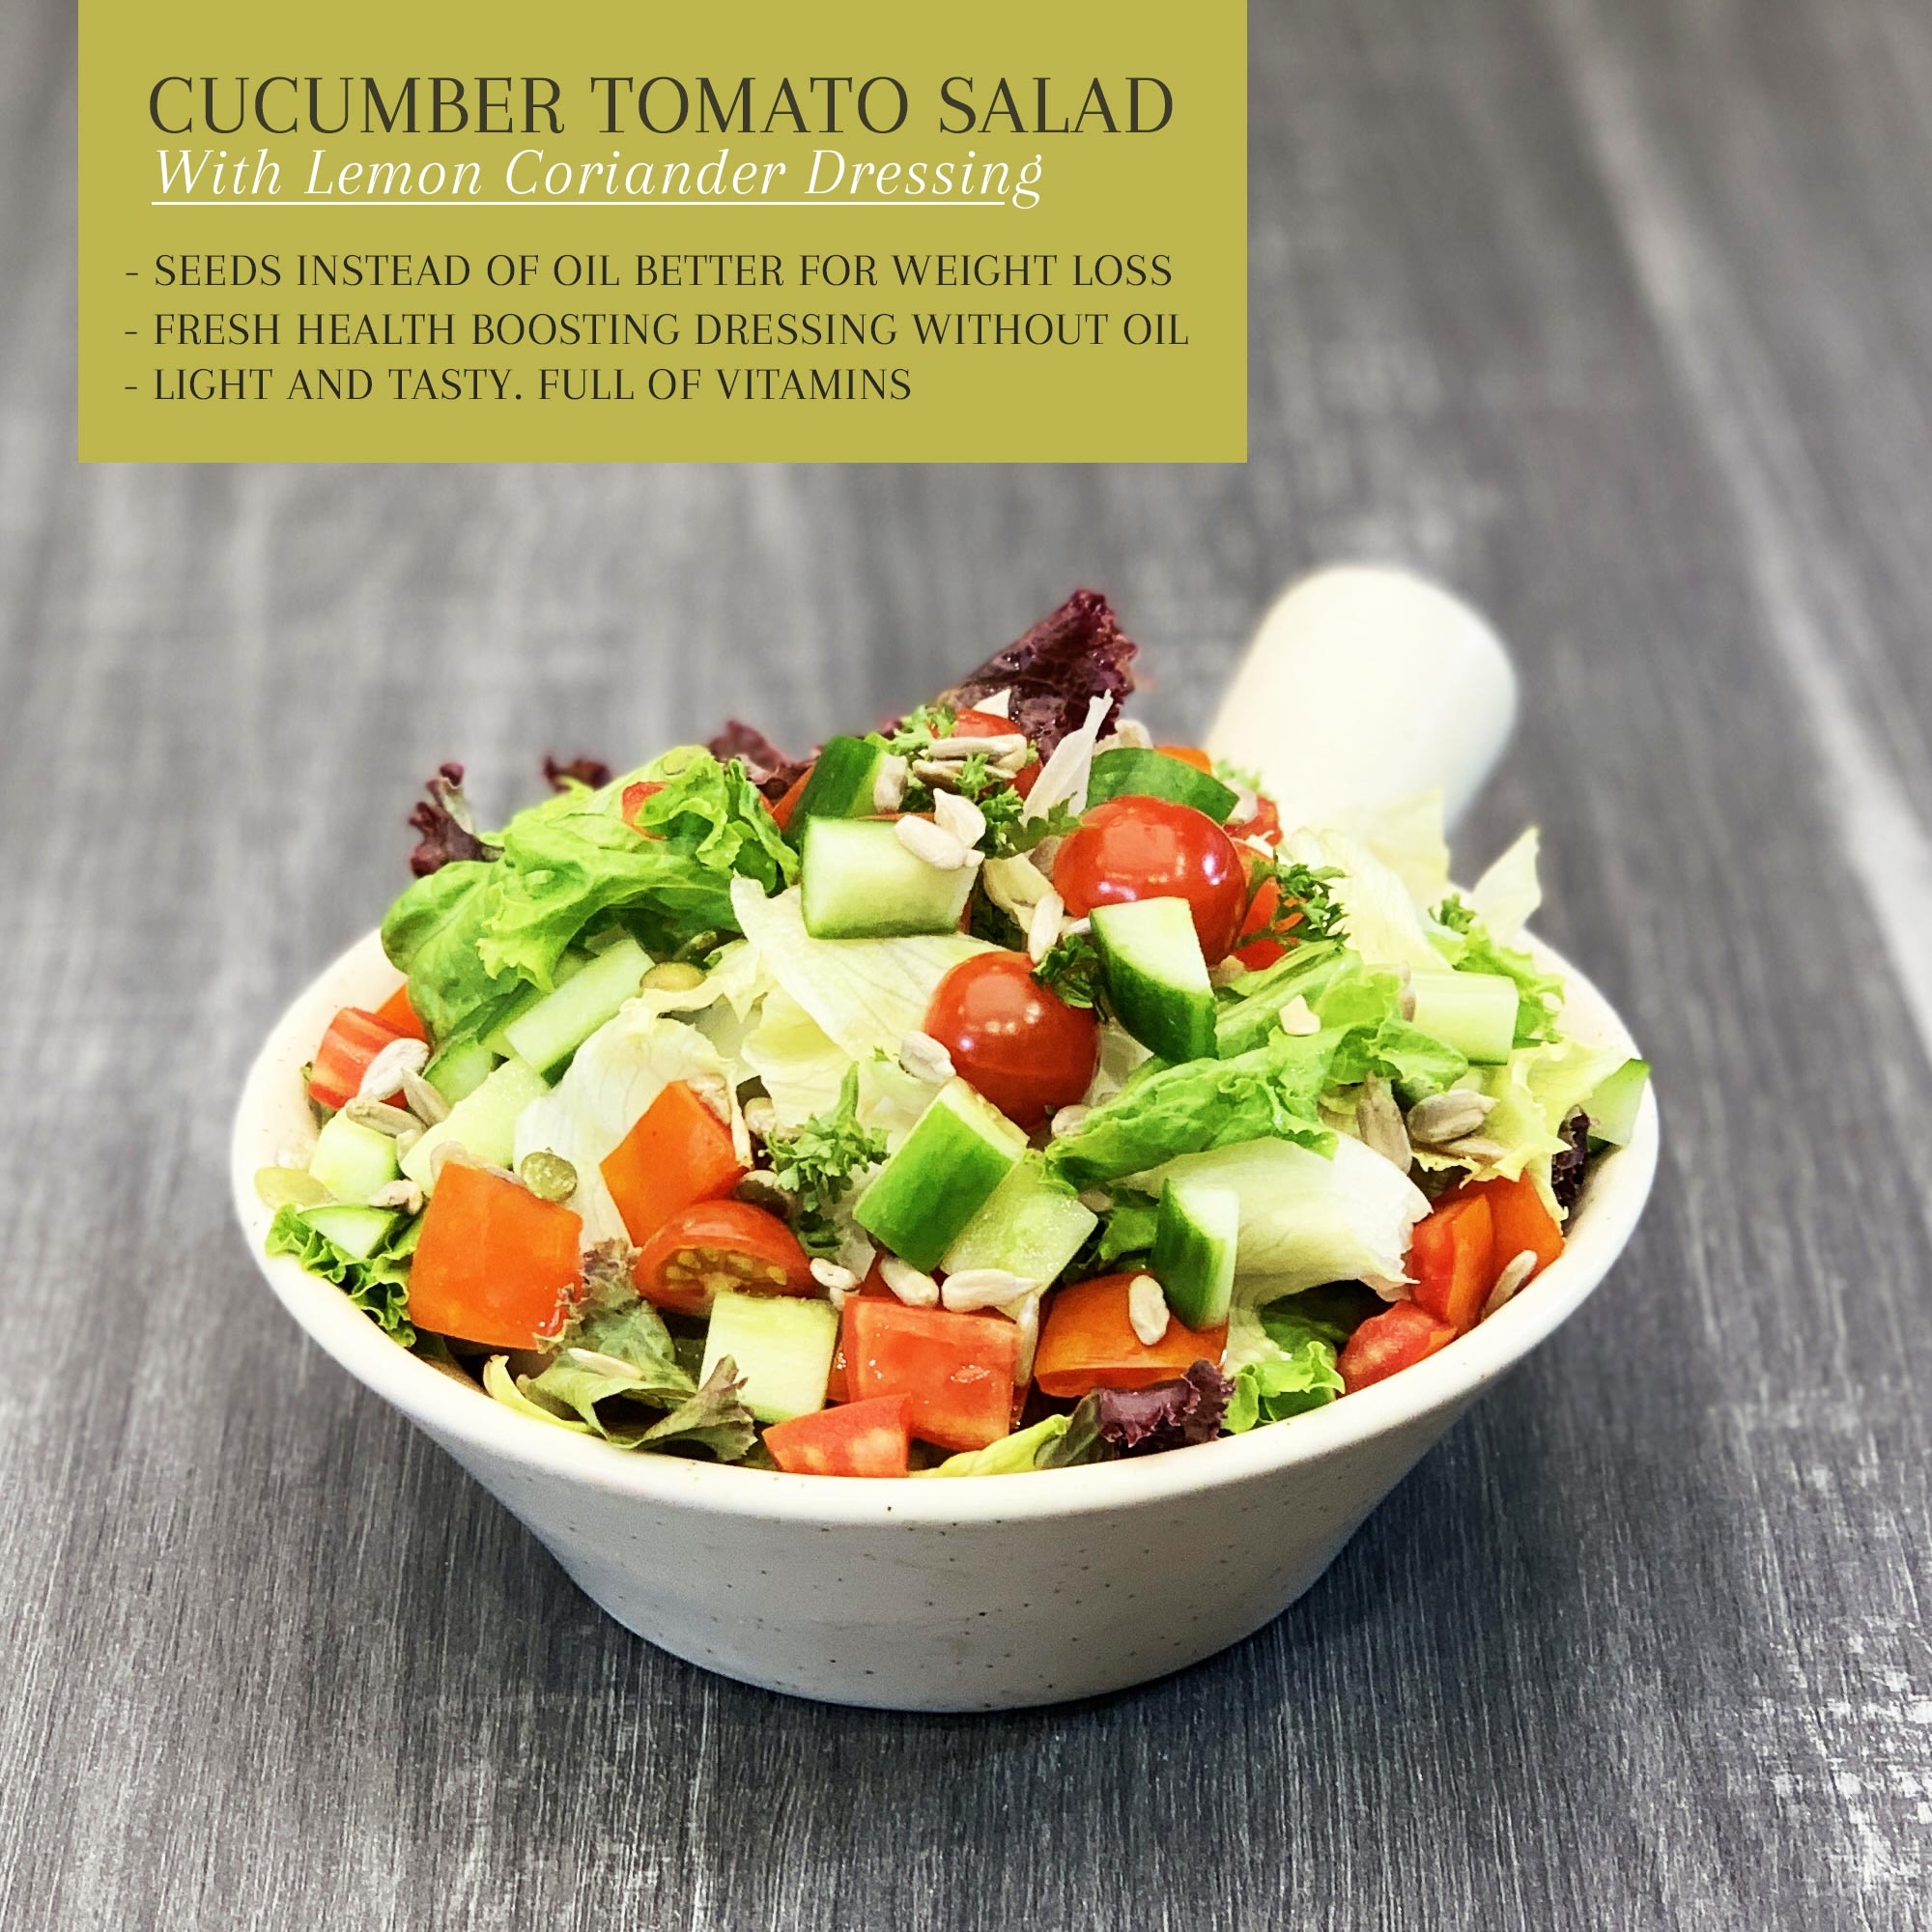 CUCUMBER TOMATO SALAD
With Lemon Coriander Dressing
- SEEDS INSTEAD OF OIL BETTER FOR WEIGHT LOSS
- FRESH HEALTH BOOSTING DRESSING WITHOUT OIL
- LIGHT AND TASTY. FULL OF VITAMINS